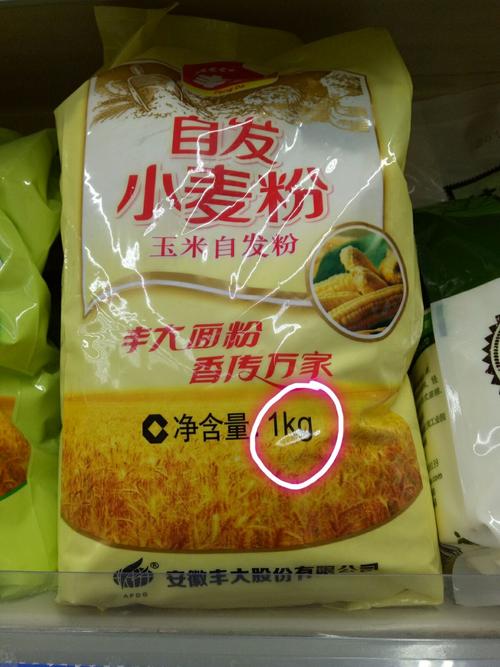 自发
小麦粉
玉米自发粉
丰大面粉
香传万家
净含量: 1kg
安徽丰大股份有限公司
AFDG